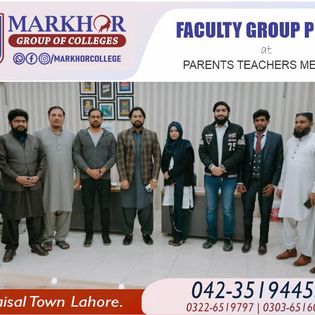 MARKHOR
GROUP OF COLLEGES
/MARKHORCOLLEGE
FACULTY GROUP P
at
PARENTS TEACHERS ME
75
aisal Town Lahore.
042-3519445
0322-6519797 | 0303-6516